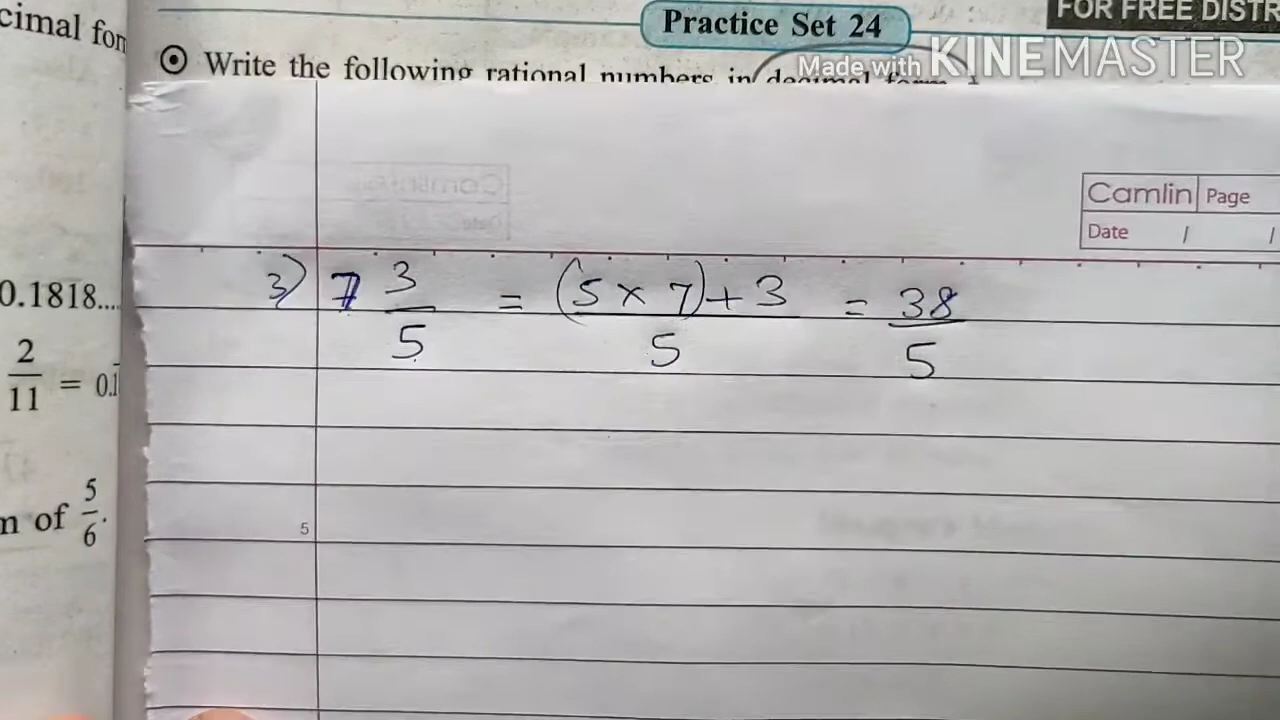 cimal for
Practice Set 24
FOR FREE DISTR
Made with KINEMASTER
Write the following rational numbers in decimal form
Camlin Page
Date / /
3) 7 3/5 = (5 × 7) + 3 / 5 = 38/5
0.1818...
2/11 = 0.1
n of 5/6.
5